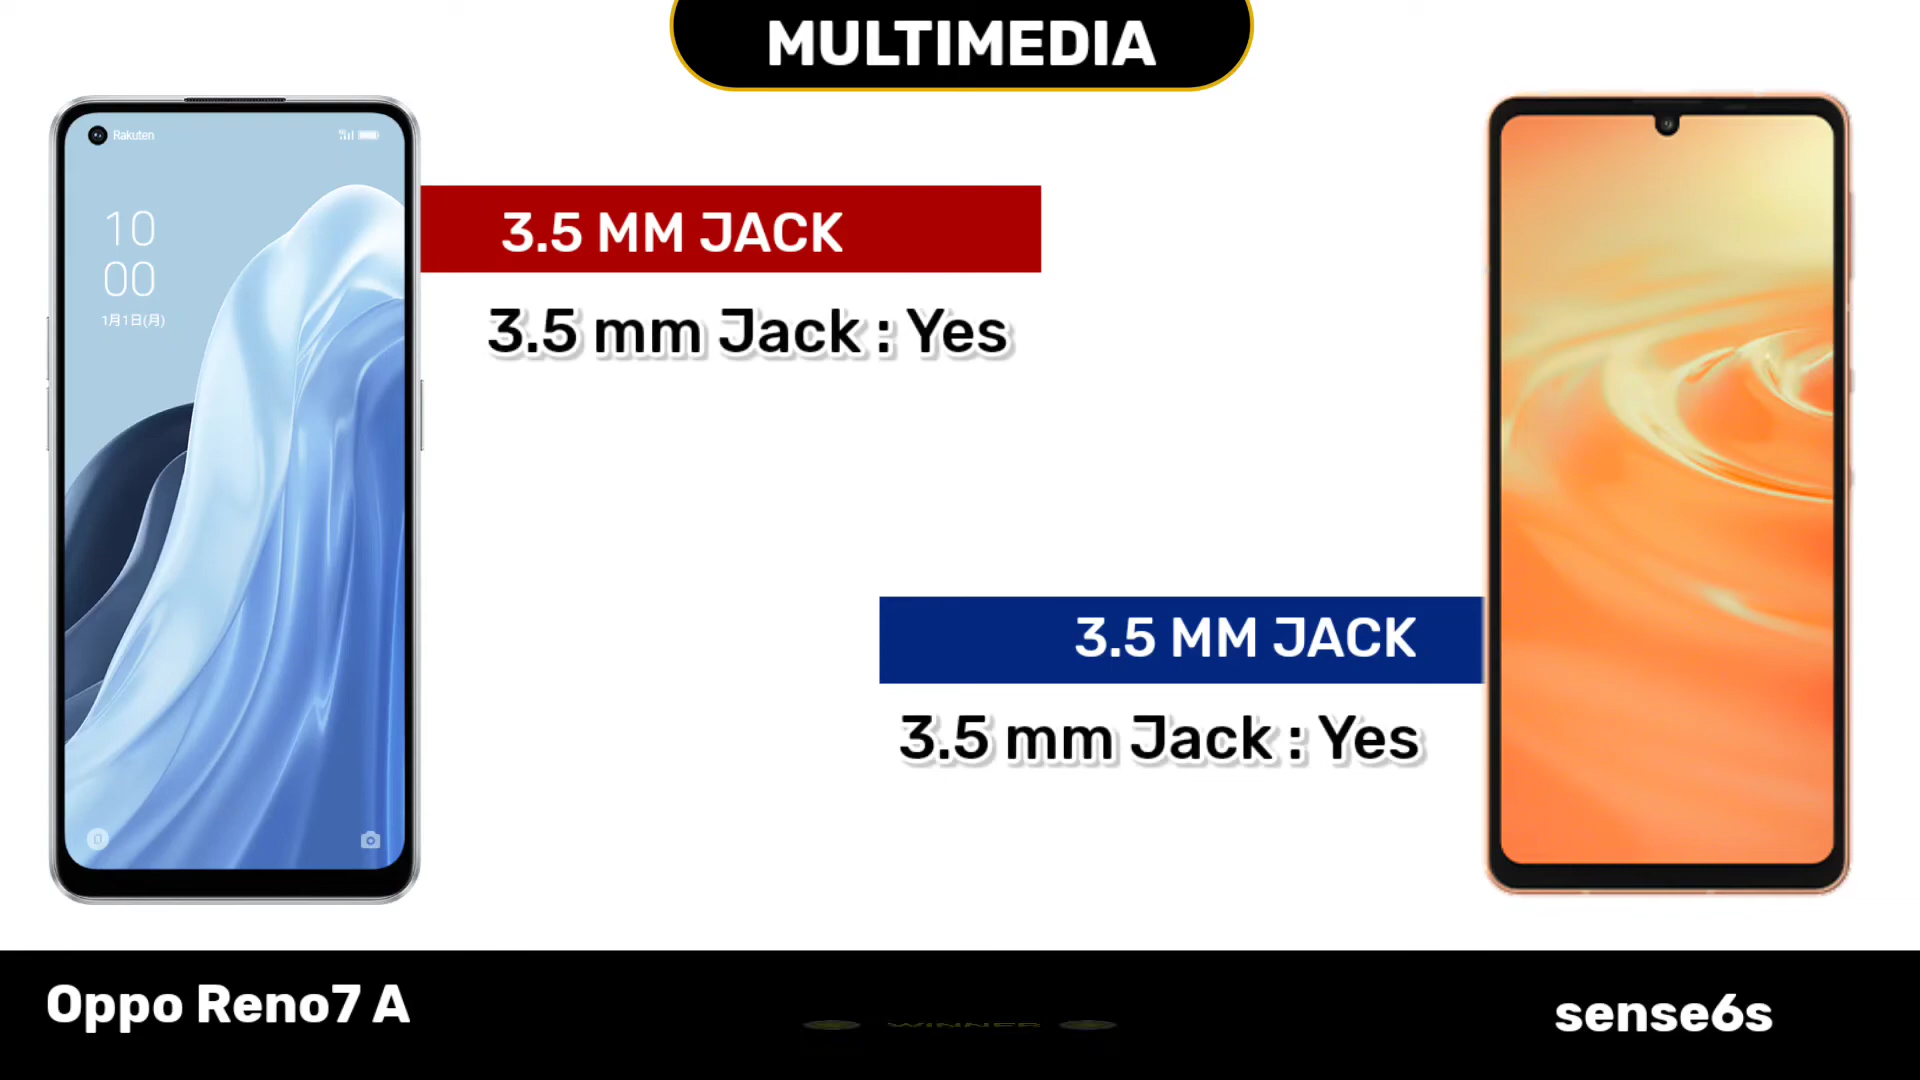 MULTIMEDIA
Rakuten
10
00
1月1日(月)
3.5 MM JACK
3.5 mm Jack : Yes
3.5 MM JACK
3.5 mm Jack : Yes
Oppo Reno7 A
WINNER
sense6s